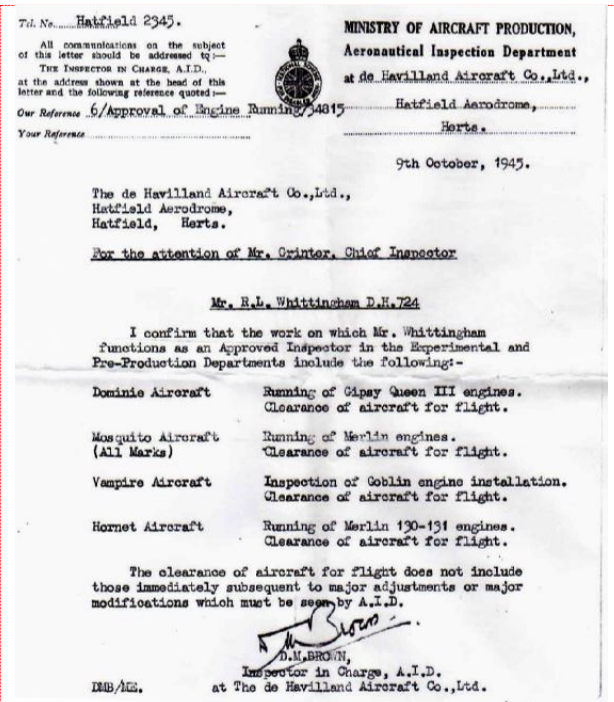 Tel. No. Hatfield 2345.
All communications on the subject
of this letter should be addressed to :—
THE INSPECTOR IN CHARGE, A.I.D.,
at the address shown at the head of this
letter and the following reference quoted :—
Our Reference 6/Approval of Engine Running/34815
Your Reference
MINISTRY OF AIRCRAFT PRODUCTION,
Aeronautical Inspection Department
at de Havilland Aircraft Co.,Ltd.,
Hatfield Aerodrome,
Herts.
9th October, 1945.
The de Havilland Aircraft Co.,Ltd.,
Hatfield Aerodrome,
Hatfield, Herts.
For the attention of Mr. Grinter, Chief Inspector
Mr. R.L. Whittingham D.H.724
I confirm that the work on which Mr. Whittingham
functions as an Approved Inspector in the Experimental and
Pre-Production Departments include the following:-
Dominie Aircraft Running of Gipsy Queen III engines.
Clearance of aircraft for flight.
Mosquito Aircraft Running of Merlin engines.
(All Marks) Clearance of aircraft for flight.
Vampire Aircraft Inspection of Goblin engine installation.
Clearance of aircraft for flight.
Hornet Aircraft Running of Merlin 130-131 engines.
Clearance of aircraft for flight.
The clearance of aircraft for flight does not include
those immediately subsequent to major adjustments or major
modifications which must be seen by A.I.D.
D M Brown
D.M.BROWN,
Inspector in Charge, A.I.D.
DMB/MS. at The de Havilland Aircraft Co.,Ltd.